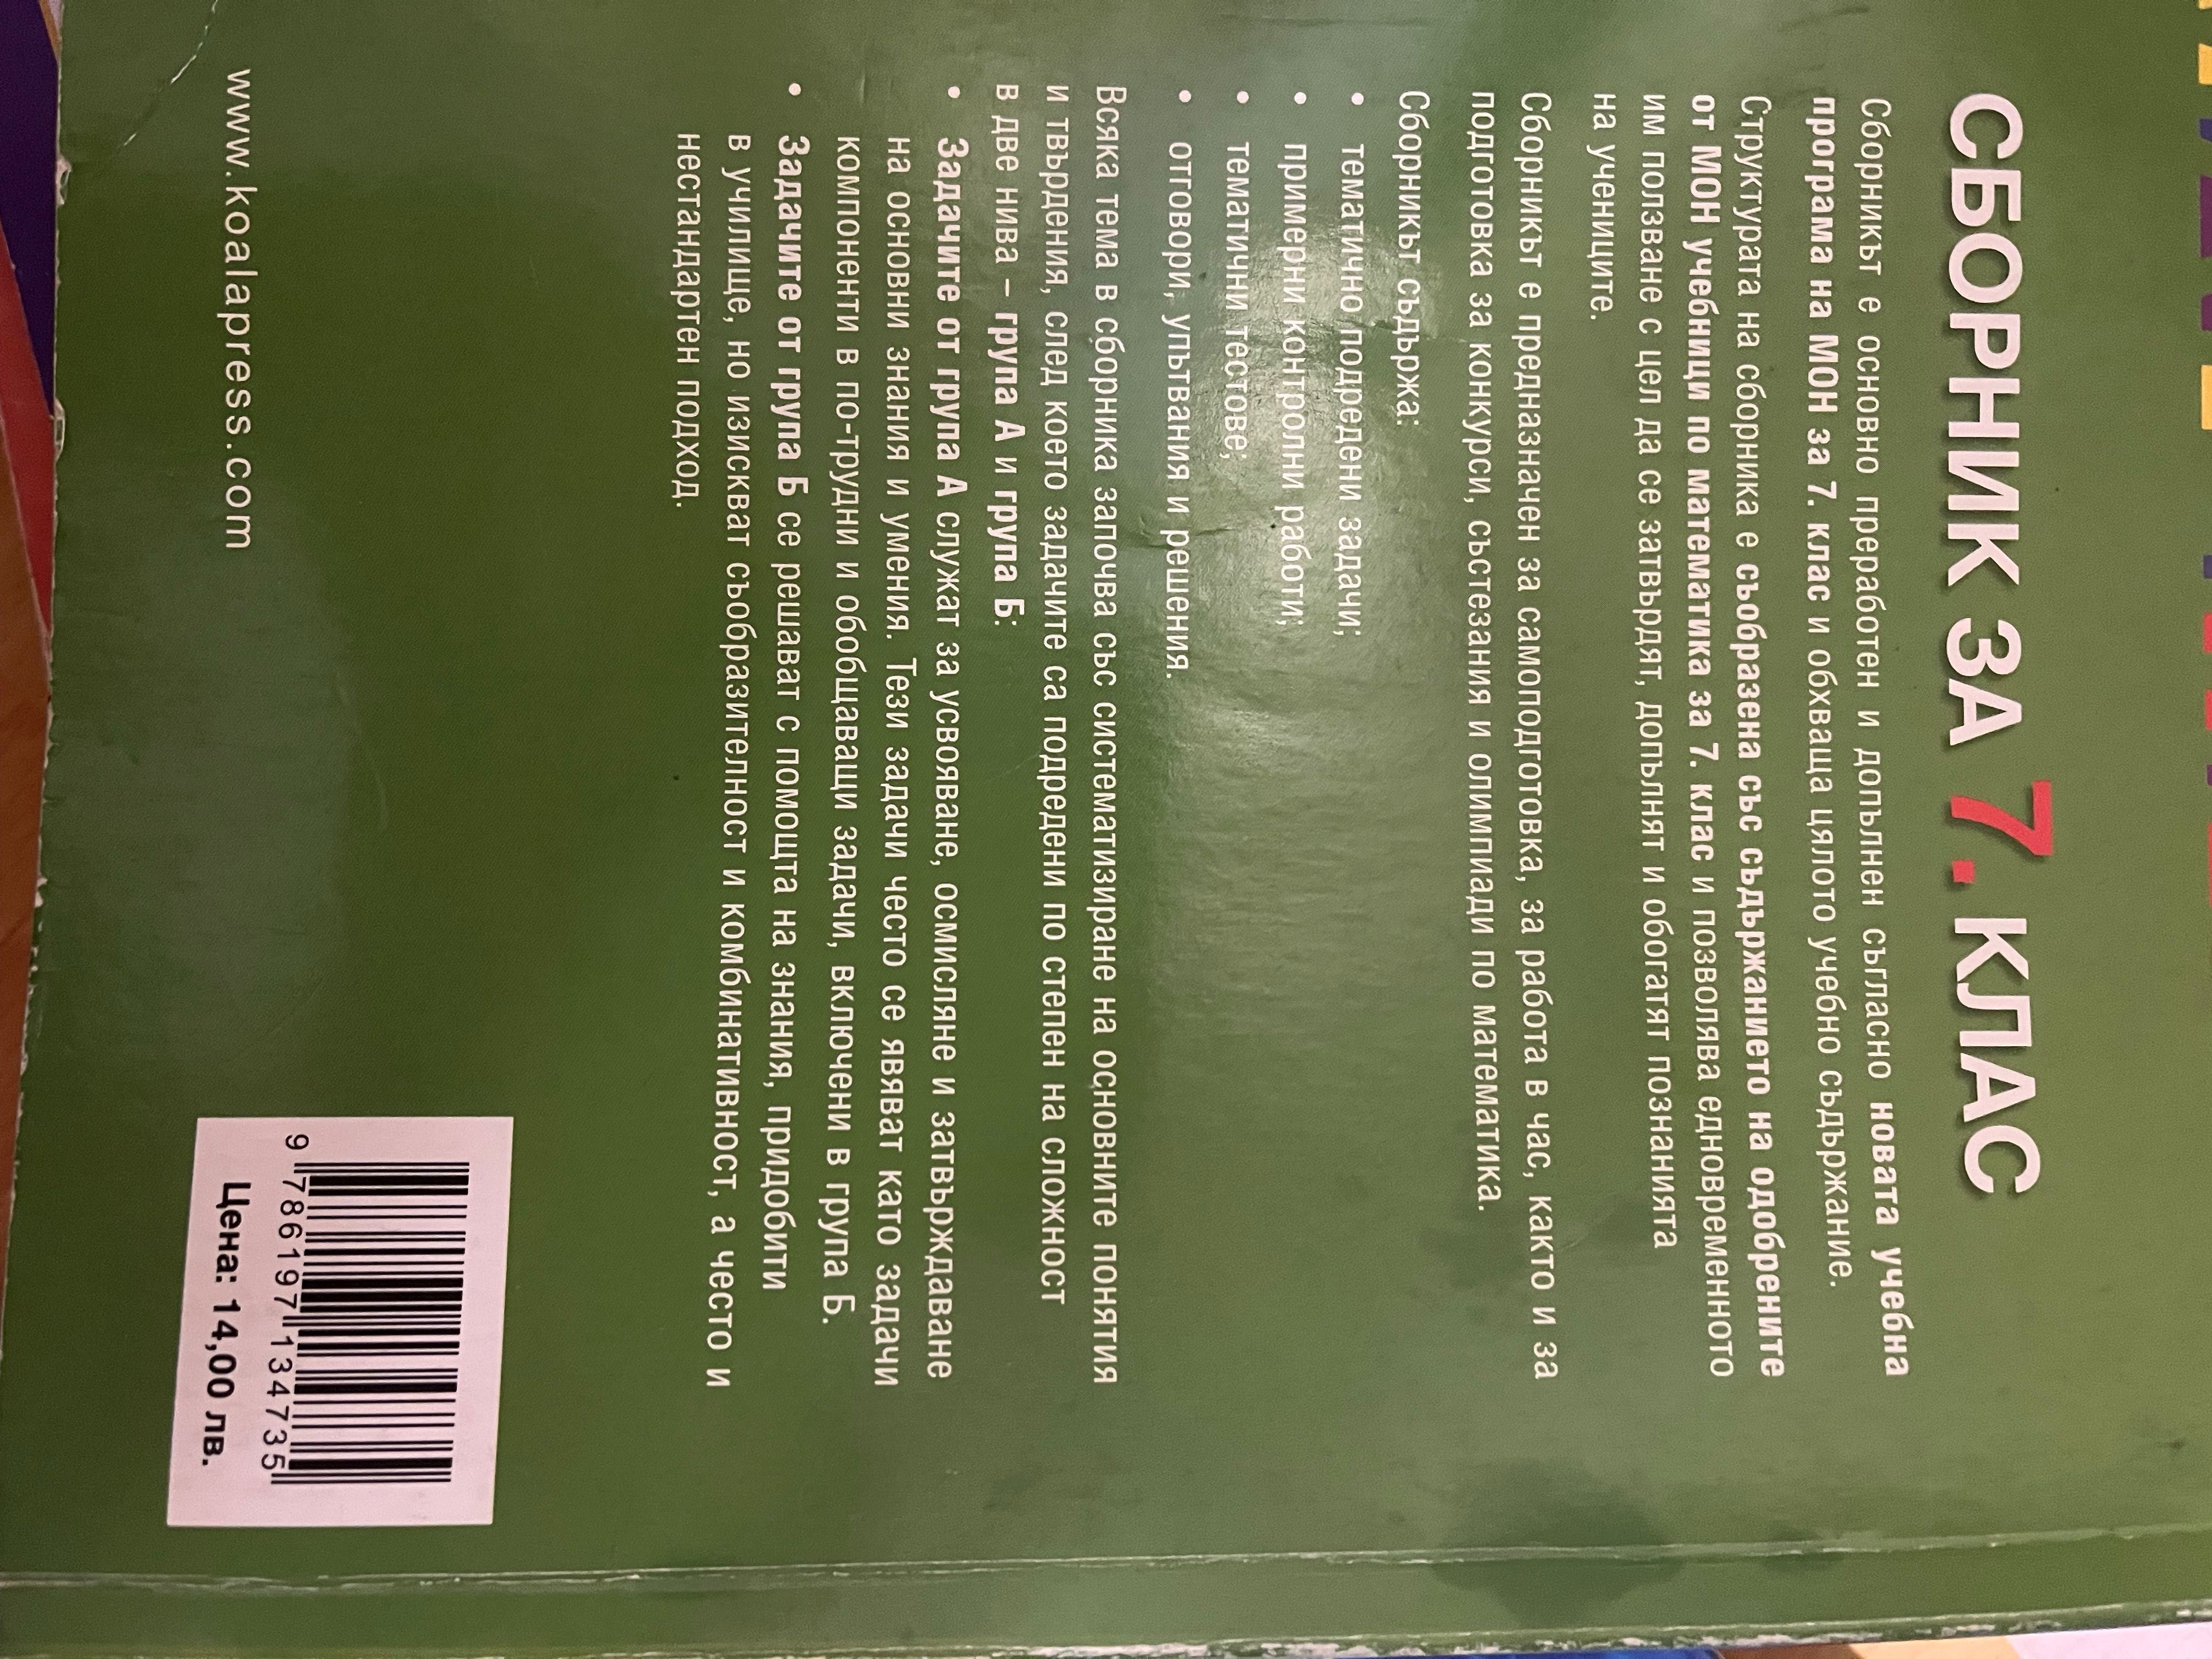 СБОРНИК ЗА 7. КЛАС
Сборникът е основно преработен и допълнен съгласно новата учебна
програма на МОН за 7. клас и обхваща цялото учебно съдържание.
Структурата на сборника е съобразена със съдържанието на одобрените
от МОН учебници по математика за 7. клас и позволява едновременното
им ползване с цел да се затвърдят, допълнят и обогатят познанията
на учениците.
Сборникът е предназначен за самоподготовка, за работа в час, както и за
подготовка за конкурси, състезания и олимпиади по математика.
Сборникът съдържа:
• тематично подредени задачи;
• примерни контролни работи;
• тематични тестове;
• отговори, упътвания и решения.
Всяка тема в сборника започва със систематизиране на основните понятия
и твърдения, след което задачите са подредени по степен на сложност
в две нива – група А и група Б:
• Задачите от група А служат за усвояване, осмисляне и затвърждаване
на основни знания и умения. Тези задачи често се явяват като задачи
компоненти в по-трудни и обобщаващи задачи, включени в група Б.
• Задачите от група Б се решават с помощта на знания, придобити
в училище, но изискват съобразителност и комбинативност, а често и
нестандартен подход.
www.koalapress.com
9 786197 134735
Цена: 14,00 лв.